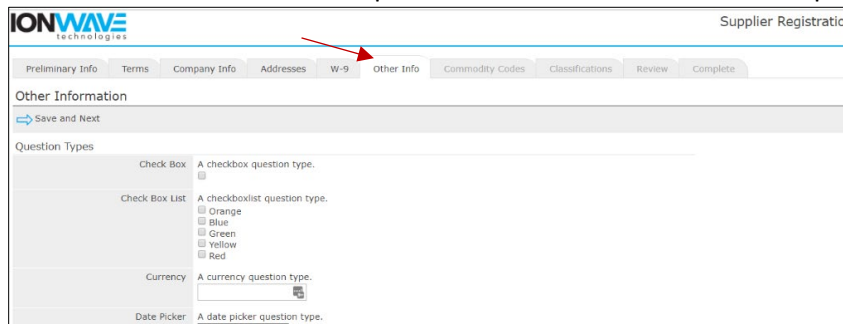 IONWAVE
technologies
Supplier Registratio
Preliminary Info Terms Company Info Addresses W-9 Other Info Commodity Codes Classifications Review Complete
Other Information
Save and Next
Question Types
Check Box A checkbox question type.
Check Box List A checkboxlist question type.
Orange
Blue
Green
Yellow
Red
Currency A currency question type.
Date Picker A date picker question type.